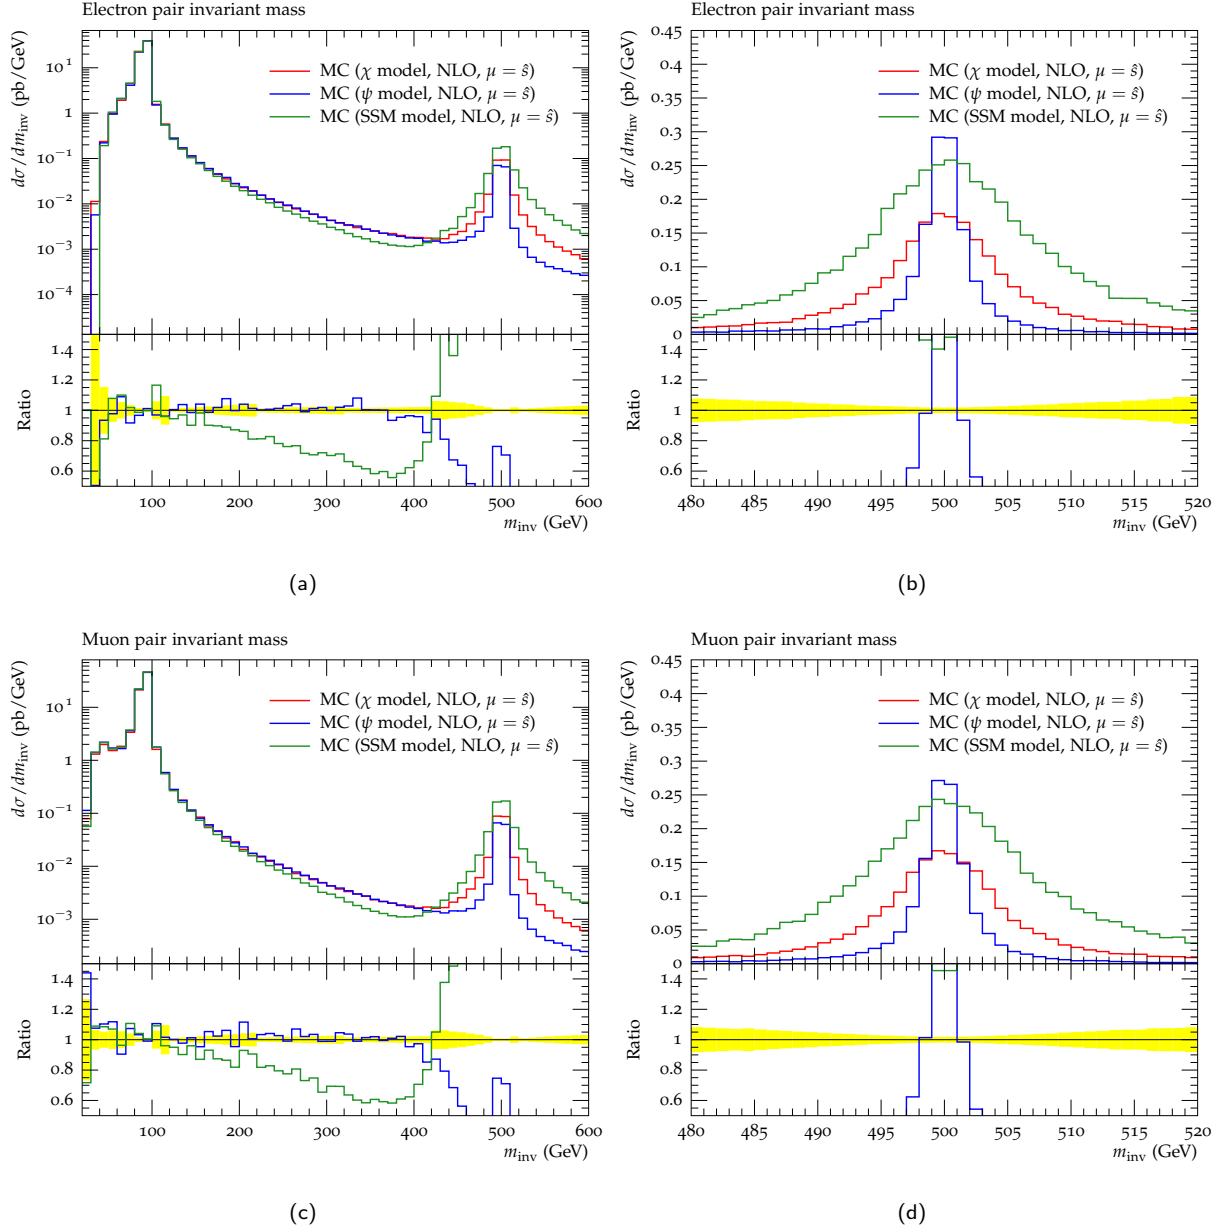 Electron pair invariant mass
dσ/dm_inv (pb/GeV)
10^1
1
10^−1
10^−2
10^−3
10^−4
MC (χ model, NLO, μ = ŝ)
MC (ψ model, NLO, μ = ŝ)
MC (SSM model, NLO, μ = ŝ)
Ratio
1.4
1.2
1
0.8
0.6
100 200 300 400 500 600
m_inv (GeV)
(a)
Electron pair invariant mass
dσ/dm_inv (pb/GeV)
0.45
0.4
0.35
0.3
0.25
0.2
0.15
0.1
0.05
0
MC (χ model, NLO, μ = ŝ)
MC (ψ model, NLO, μ = ŝ)
MC (SSM model, NLO, μ = ŝ)
Ratio
1.4
1.2
1
0.8
0.6
480 485 490 495 500 505 510 515 520
m_inv (GeV)
(b)
Muon pair invariant mass
dσ/dm_inv (pb/GeV)
10^1
1
10^−1
10^−2
10^−3
MC (χ model, NLO, μ = ŝ)
MC (ψ model, NLO, μ = ŝ)
MC (SSM model, NLO, μ = ŝ)
Ratio
1.4
1.2
1
0.8
0.6
100 200 300 400 500 600
m_inv (GeV)
(c)
Muon pair invariant mass
dσ/dm_inv (pb/GeV)
0.45
0.4
0.35
0.3
0.25
0.2
0.15
0.1
0.05
0
MC (χ model, NLO, μ = ŝ)
MC (ψ model, NLO, μ = ŝ)
MC (SSM model, NLO, μ = ŝ)
Ratio
1.4
1.2
1
0.8
0.6
480 485 490 495 500 505 510 515 520
m_inv (GeV)
(d)